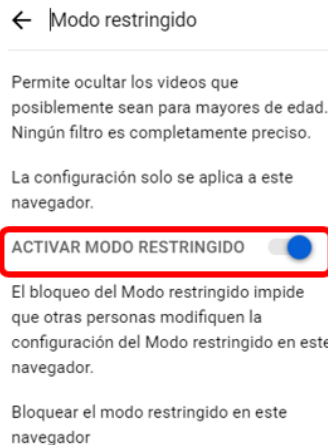 Modo restringido
Permite ocultar los videos que
posiblemente sean para mayores de edad.
Ningún filtro es completamente preciso.
La configuración solo se aplica a este
navegador.
ACTIVAR MODO RESTRINGIDO
El bloqueo del Modo restringido impide
que otras personas modifiquen la
configuración del Modo restringido en este
navegador.
Bloquear el modo restringido en este
navegador